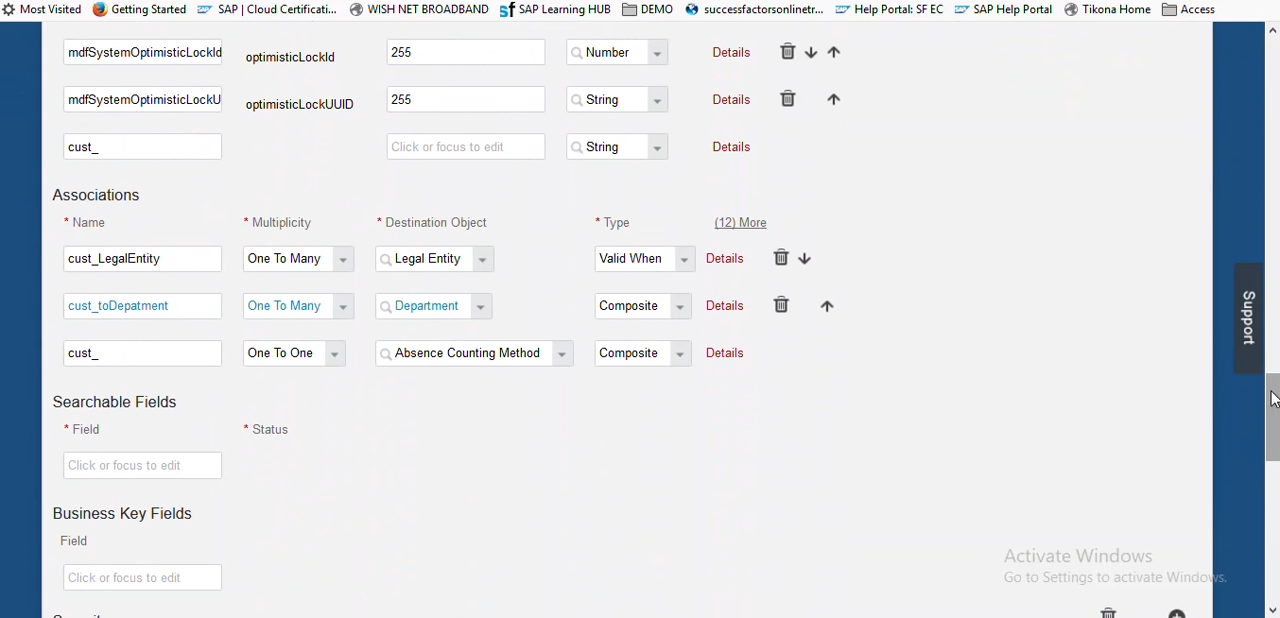 Most Visited Getting Started SAP | Cloud Certificati... WISH NET BROADBAND SAP Learning HUB DEMO successfactorsonlinetr... Help Portal: SF EC SAP Help Portal Tikona Home Access
mdfSystemOptimisticLockId optimisticLockId 255 Number Details
mdfSystemOptimisticLockU optimisticLockUUID 255 String Details
cust_ Click or focus to edit String Details
Associations
* Name * Multiplicity * Destination Object * Type (12) More
cust_LegalEntity One To Many Legal Entity Valid When Details
cust_toDepatment One To Many Department Composite Details
cust_ One To One Absence Counting Method Composite Details
Support
Searchable Fields
* Field * Status
Click or focus to edit
Business Key Fields
Field
Click or focus to edit
Activate Windows
Go to Settings to activate Windows.